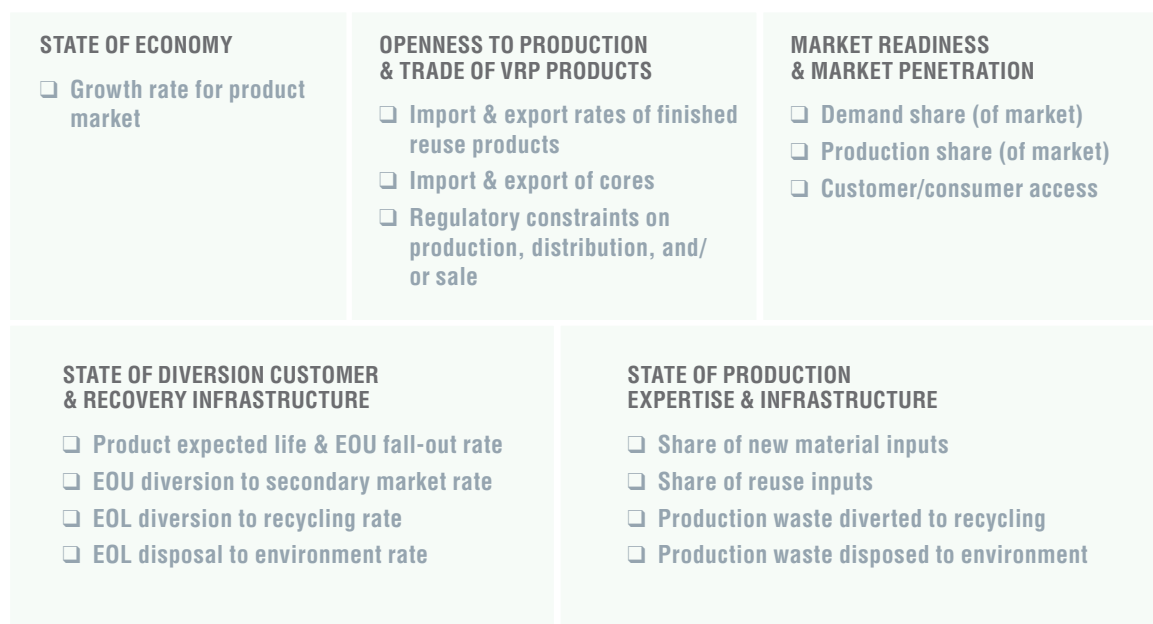 STATE OF ECONOMY
❑ Growth rate for product
market
OPENNESS TO PRODUCTION
& TRADE OF VRP PRODUCTS
❑ Import & export rates of finished
reuse products
❑ Import & export of cores
❑ Regulatory constraints on
production, distribution, and/
or sale
MARKET READINESS
& MARKET PENETRATION
❑ Demand share (of market)
❑ Production share (of market)
❑ Customer/consumer access
STATE OF DIVERSION CUSTOMER
& RECOVERY INFRASTRUCTURE
❑ Product expected life & EOU fall-out rate
❑ EOU diversion to secondary market rate
❑ EOL diversion to recycling rate
❑ EOL disposal to environment rate
STATE OF PRODUCTION
EXPERTISE & INFRASTRUCTURE
❑ Share of new material inputs
❑ Share of reuse inputs
❑ Production waste diverted to recycling
❑ Production waste disposed to environment